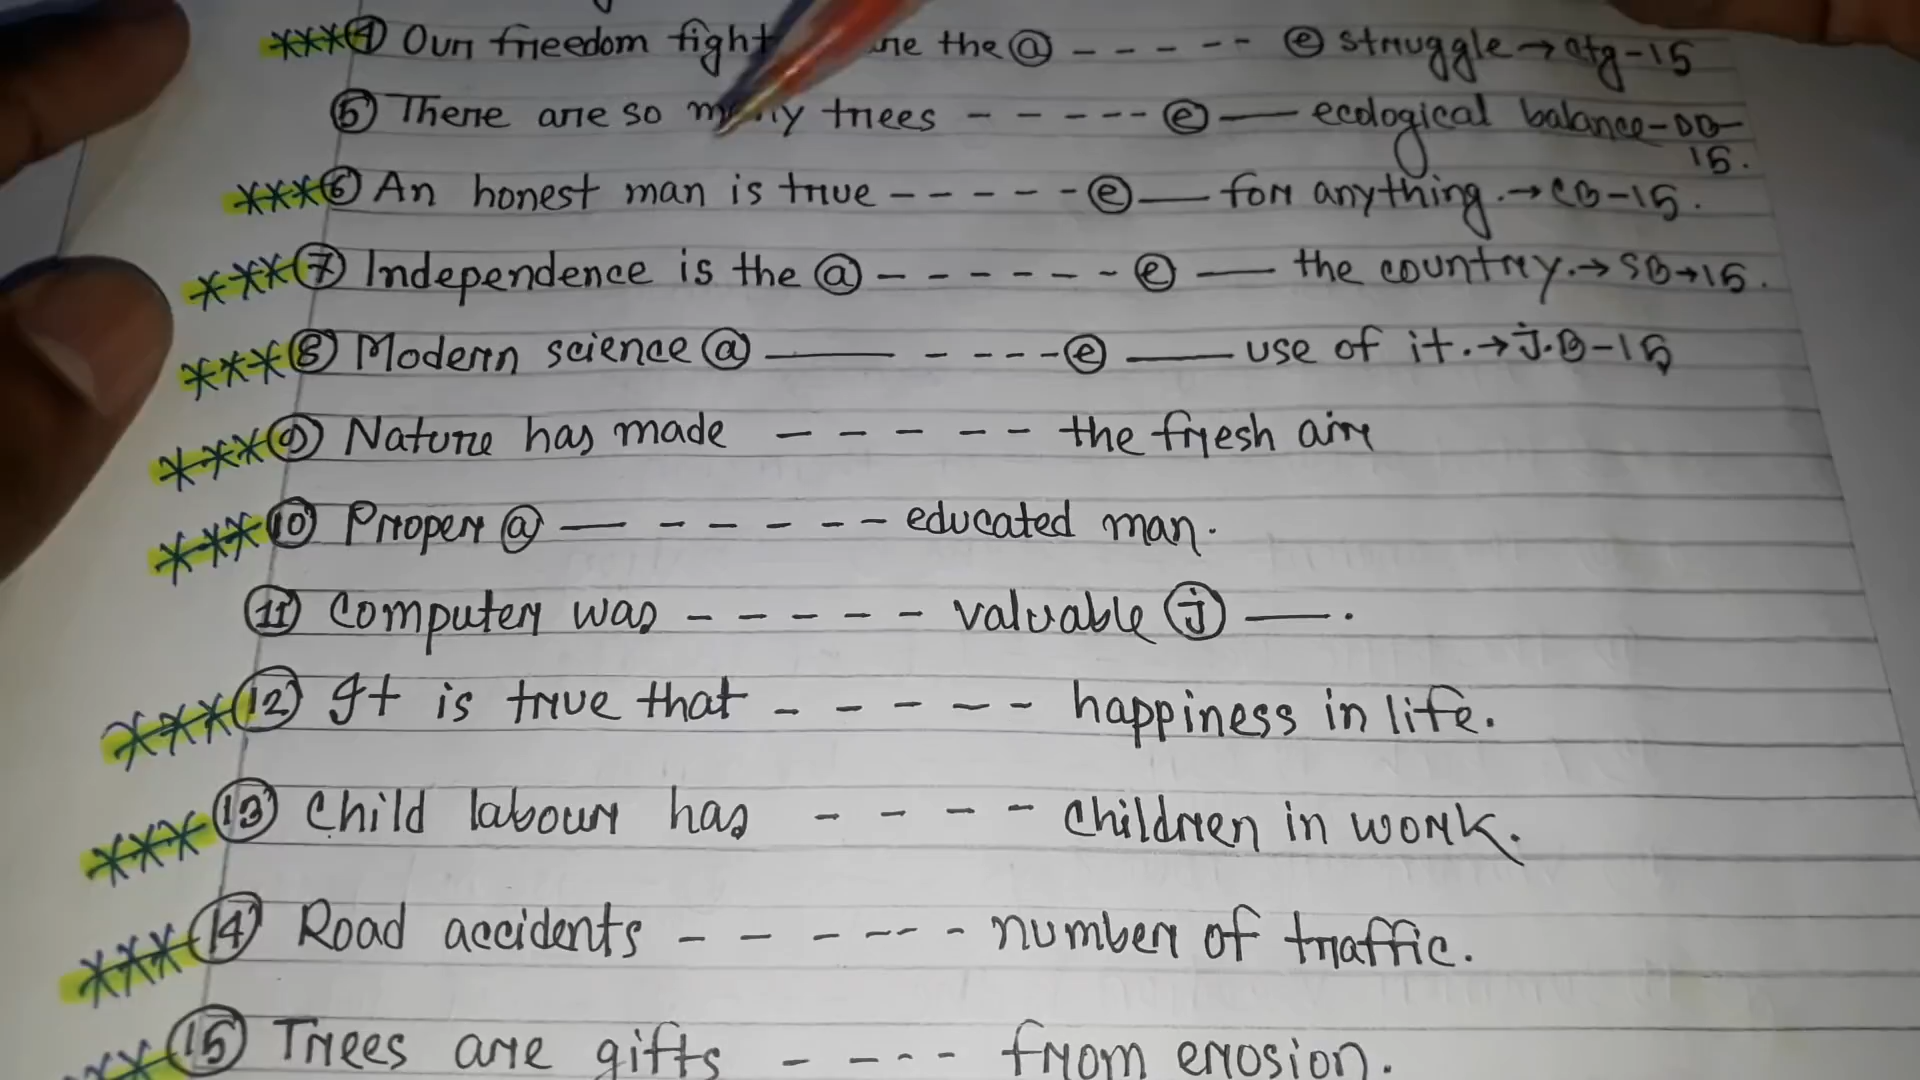 ***④ Our freedom fight the ⓐ - - - - - - ⓔ struggle → ctg-15
⑤ There are so many trees - - - - - - ⓔ — ecological balance-DB-
15.
***⑥ An honest man is true - - - - - - ⓔ — for anything. → CB-15.
***⑦ Independence is the ⓐ - - - - - - - ⓔ — the country. → SB→15.
***⑧ Modern science ⓐ — - - - - - ⓔ — use of it. → J.B-15
***⑨ Nature has made - - - - - the fresh air
***⑩ Proper ⓐ — - - - - - - educated man.
⑪ Computer was - - - - - valuable ⓙ —.
***⑫ It is true that - - - - - happiness in life.
***⑬ Child labour has - - - - children in work.
***⑭ Road accidents - - - - - - number of traffic.
**⑮ Trees are gifts - - - - from erosion.